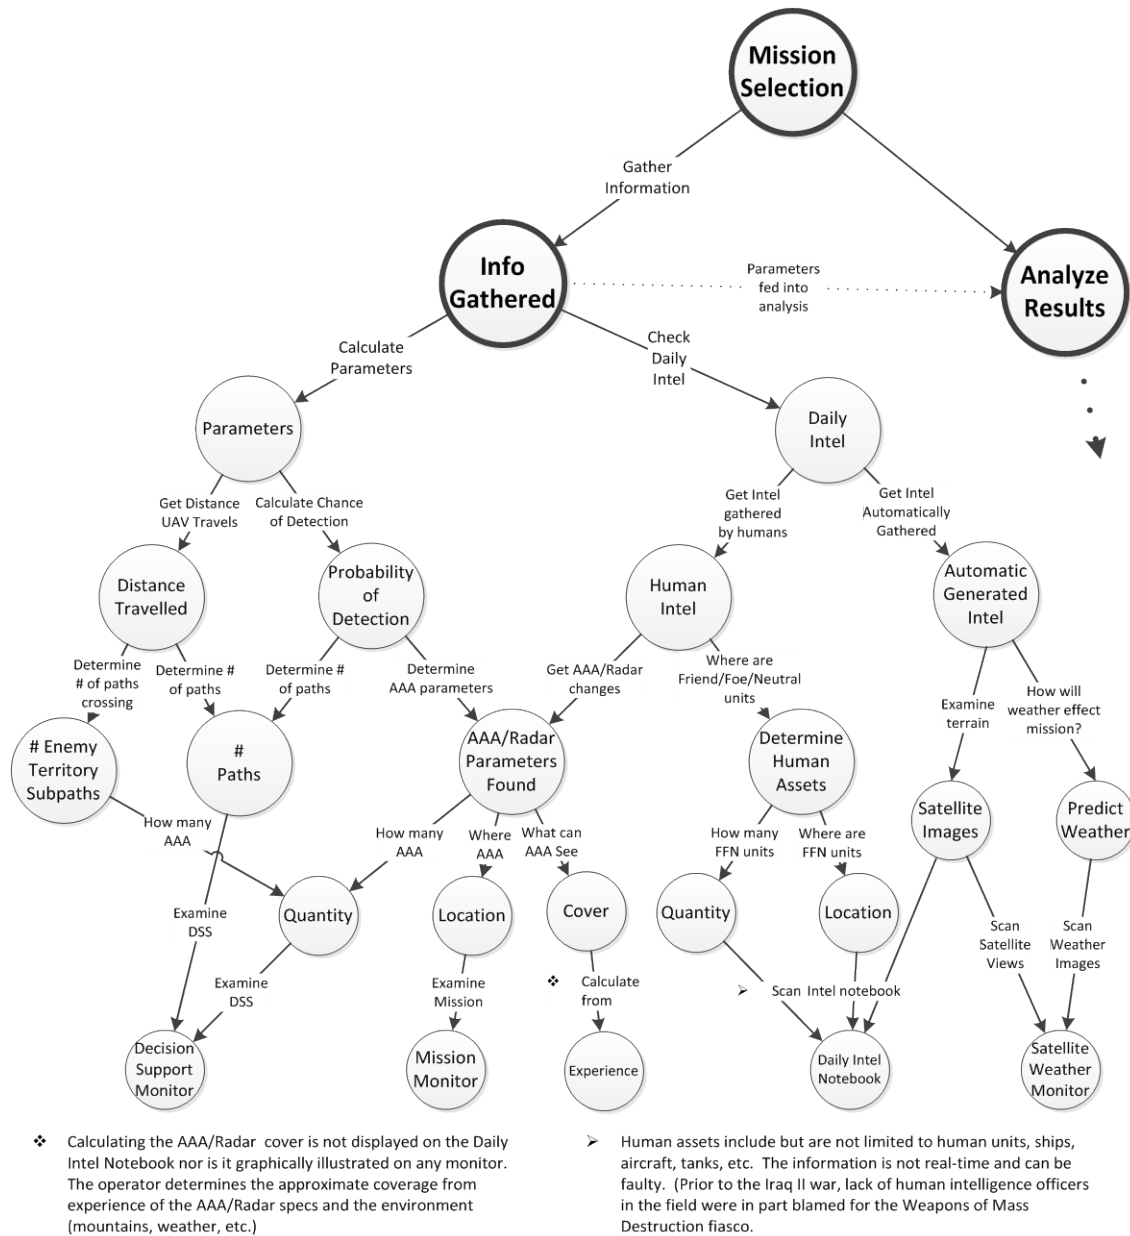 Mission
Selection
Gather
Information
Info
Gathered
Parameters
fed into
analysis
Analyze
Results
Calculate
Parameters
Check
Daily
Intel
Parameters
Daily
Intel
Get Distance
UAV Travels
Calculate Chance
of Detection
Get Intel
gathered
by humans
Get Intel
Automatically
Gathered
Distance
Travelled
Probability
of
Detection
Human
Intel
Automatic
Generated
Intel
Determine
# of paths
crossing
Determine #
of paths
Determine #
of paths
Determine
AAA parameters
Get AAA/Radar
changes
Where are
Friend/Foe/Neutral
units
Examine
terrain
How will
weather effect
mission?
# Enemy
Territory
Subpaths
#
Paths
AAA/Radar
Parameters
Found
Determine
Human
Assets
Satellite
Images
Predict
Weather
How many
AAA
How many
AAA
Where
AAA
What can
AAA See
How many
FFN units
Where are
FFN units
Quantity
Location
Cover
Quantity
Location
Examine
DSS
Examine
DSS
Examine
Mission
❖ Calculate
from
➢ Scan Intel notebook
Scan
Satellite
Views
Scan
Weather
Images
Decision
Support
Monitor
Mission
Monitor
Experience
Daily Intel
Notebook
Satellite
Weather
Monitor
❖ Calculating the AAA/Radar cover is not displayed on the Daily
Intel Notebook nor is it graphically illustrated on any monitor.
The operator determines the approximate coverage from
experience of the AAA/Radar specs and the environment
(mountains, weather, etc.)
➢ Human assets include but are not limited to human units, ships,
aircraft, tanks, etc. The information is not real-time and can be
faulty. (Prior to the Iraq II war, lack of human intelligence officers
in the field were in part blamed for the Weapons of Mass
Destruction fiasco.